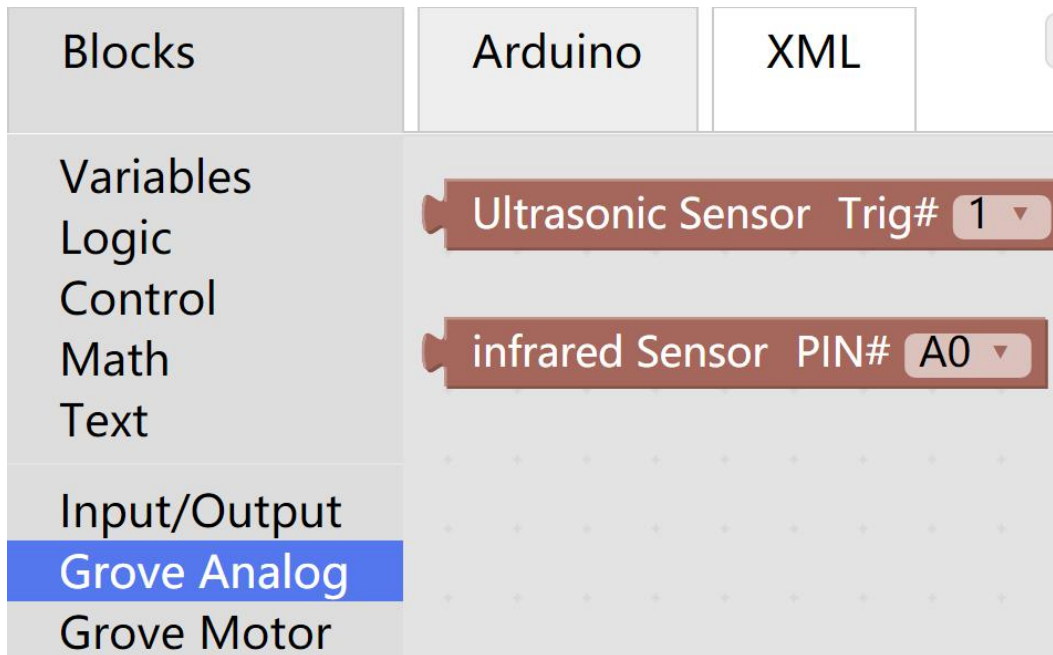 Blocks
Arduino
XML
Variables
Logic
Control
Math
Text
Input/Output
Grove Analog
Grove Motor
Ultrasonic Sensor Trig# 1
infrared Sensor PIN# A0